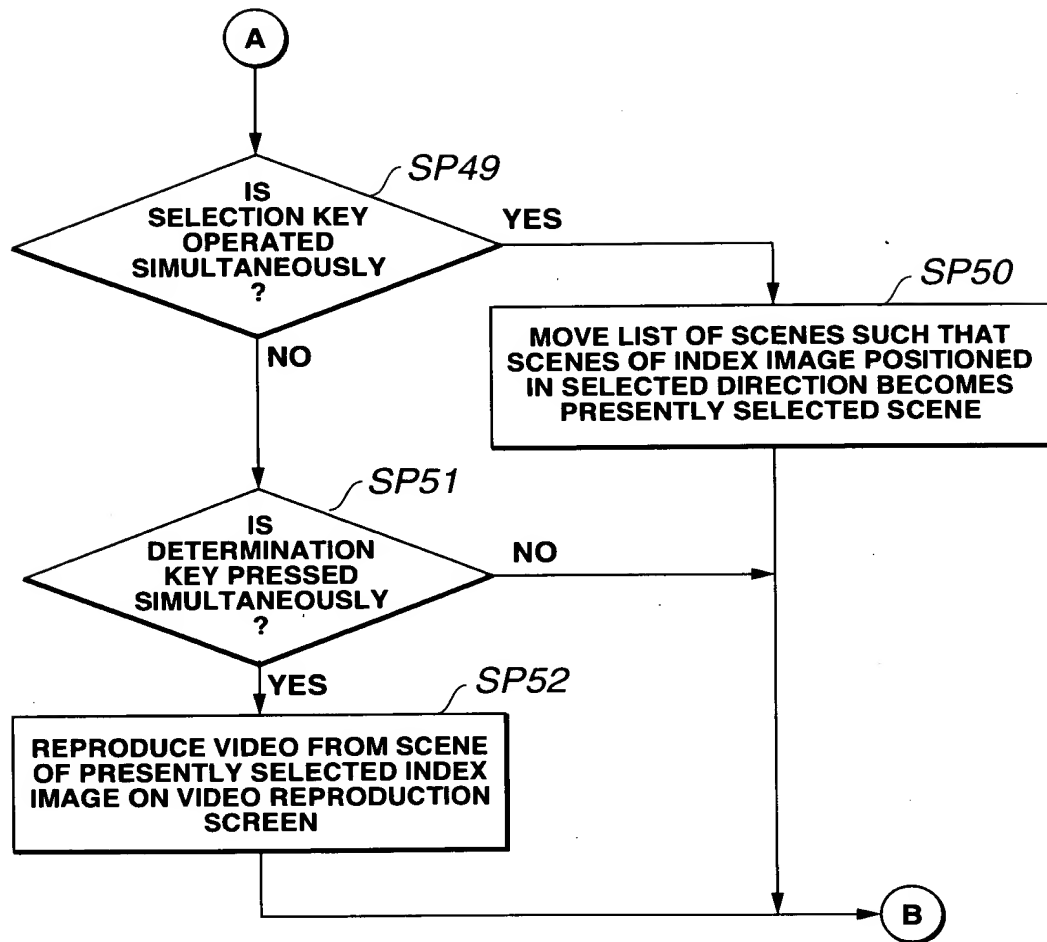 A
SP49
IS
SELECTION KEY
OPERATED
SIMULTANEOUSLY
?
YES
NO
SP50
MOVE LIST OF SCENES SUCH THAT
SCENES OF INDEX IMAGE POSITIONED
IN SELECTED DIRECTION BECOMES
PRESENTLY SELECTED SCENE
SP51
IS
DETERMINATION
KEY PRESSED
SIMULTANEOUSLY
?
NO
YES
SP52
REPRODUCE VIDEO FROM SCENE
OF PRESENTLY SELECTED INDEX
IMAGE ON VIDEO REPRODUCTION
SCREEN
B